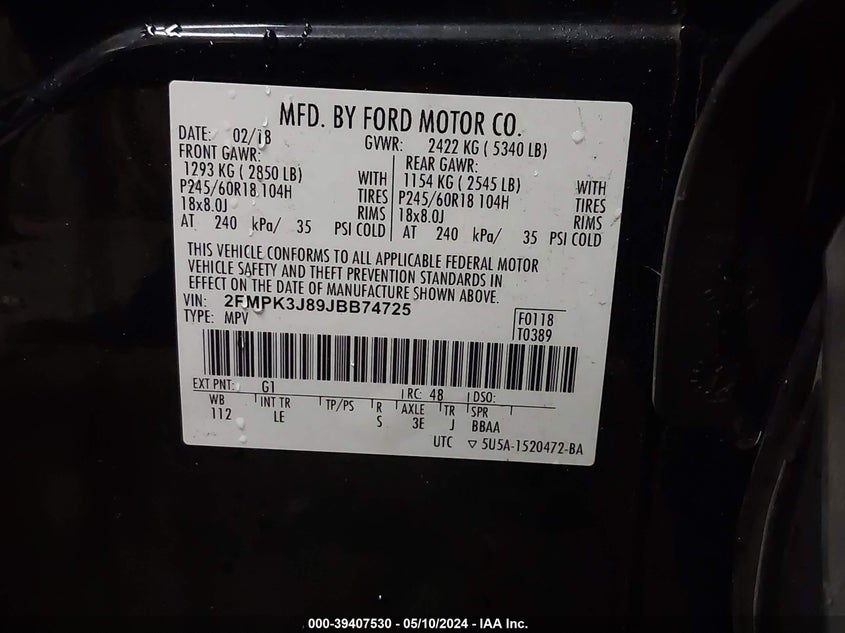 MFD. BY FORD MOTOR CO.
DATE: 02/18 GVWR: 2422 KG ( 5340 LB)
FRONT GAWR: REAR GAWR:
1293 KG ( 2850 LB) WITH 1154 KG ( 2545 LB) WITH
P245/60R18 104H TIRES P245/60R18 104H TIRES
18x8.0J RIMS 18x8.0J RIMS
AT 240 kPa/ 35 PSI COLD AT 240 kPa/ 35 PSI COLD
THIS VEHICLE CONFORMS TO ALL APPLICABLE FEDERAL MOTOR
VEHICLE SAFETY AND THEFT PREVENTION STANDARDS IN
EFFECT ON THE DATE OF MANUFACTURE SHOWN ABOVE.
VIN: 2FMPK3J89JBB74725 F0118
TYPE: MPV T0389
EXT PNT: G1 RC: 48 DSO:
WB INT TR TP/PS R AXLE TR SPR
112 LE S 3E J BBAA
UTC ▽ 5U5A-1520472-BA
000-39407530 - 05/10/2024 - IAA Inc.